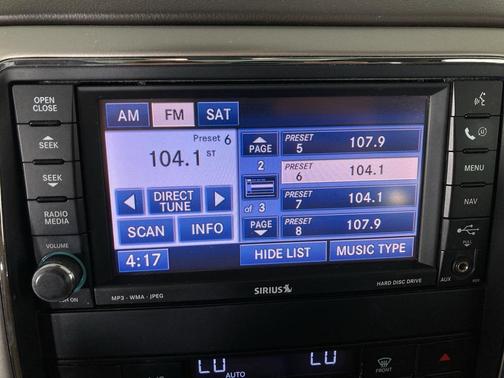 OPEN
CLOSE
SEEK
SEEK
RADIO
MEDIA
VOLUME
AM
FM
SAT
Preset 6
104.1 ST
DIRECT
TUNE
SCAN
INFO
4:17
PAGE
2
of 3
PAGE
PRESET
5
107.9
PRESET
6
104.1
PRESET
7
104.1
PRESET
8
107.9
HIDE LIST
MUSIC TYPE
MENU
NAV
PULL
AUX
MP3 - WMA - JPEG
SIRIUS
HARD DISC DRIVE
LO
AUTO
LO
FRONT